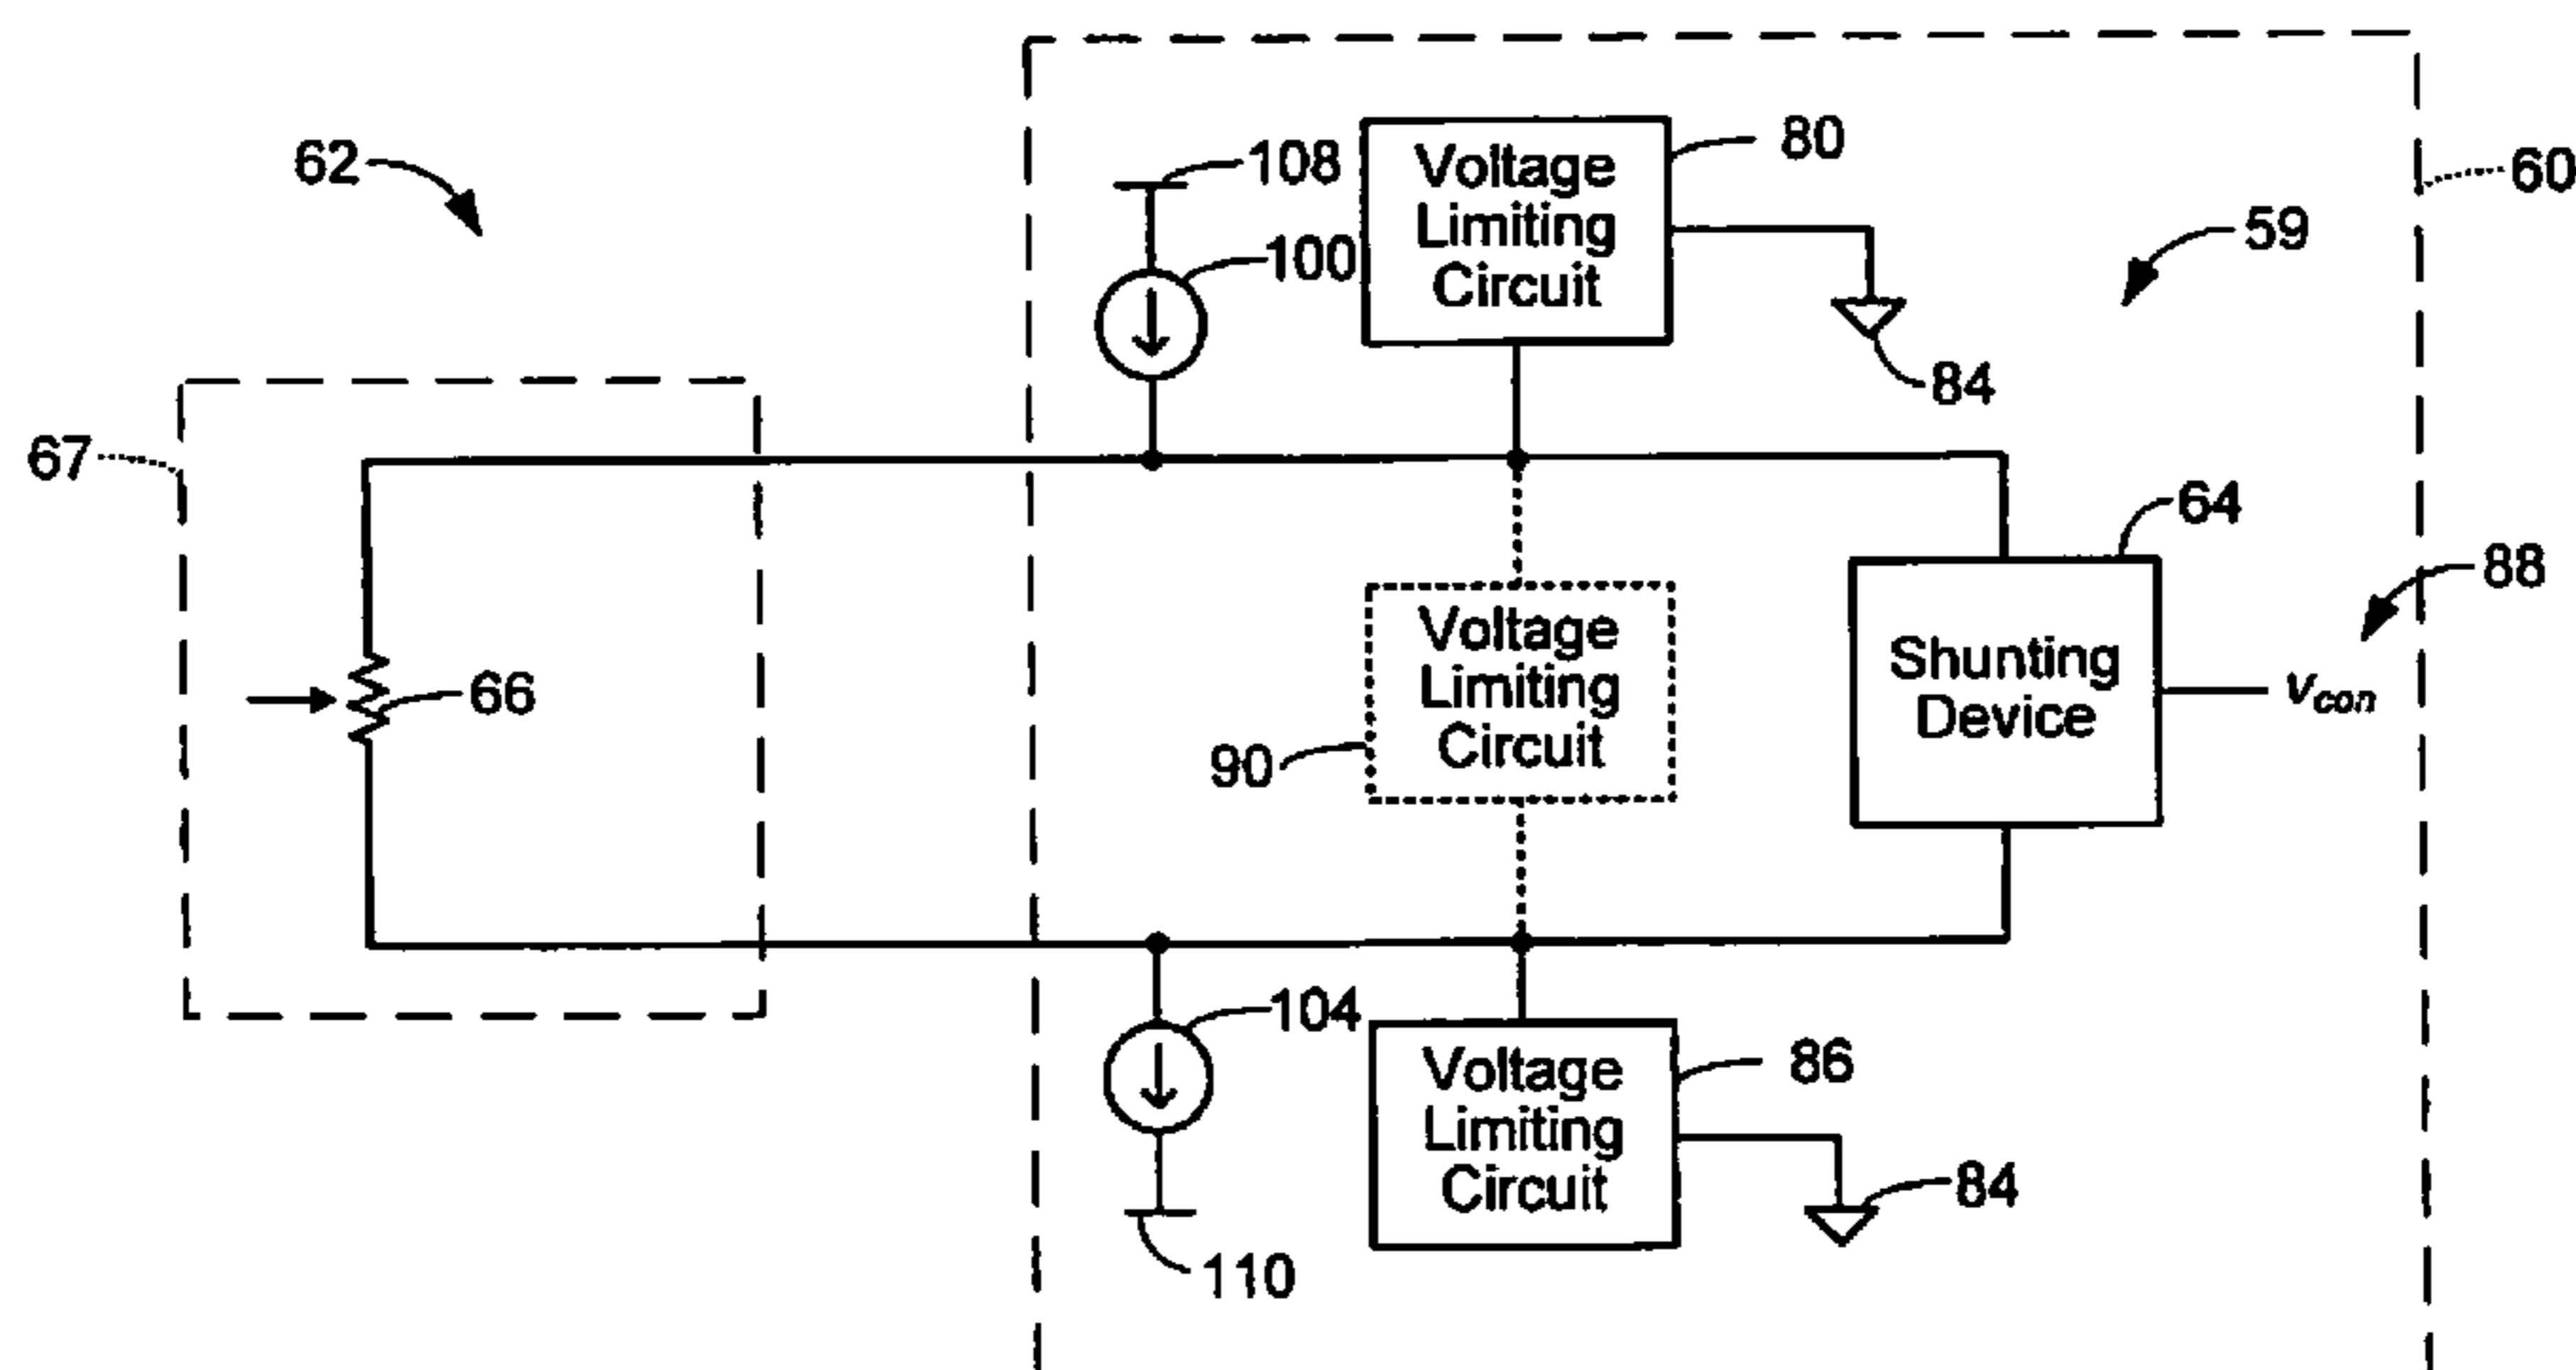 62
108
100
Voltage
Limiting
Circuit
80
60
59
84
67
66
64
88
Voltage
Limiting
Circuit
90
Shunting
Device
vcon
104
Voltage
Limiting
Circuit
86
84
110